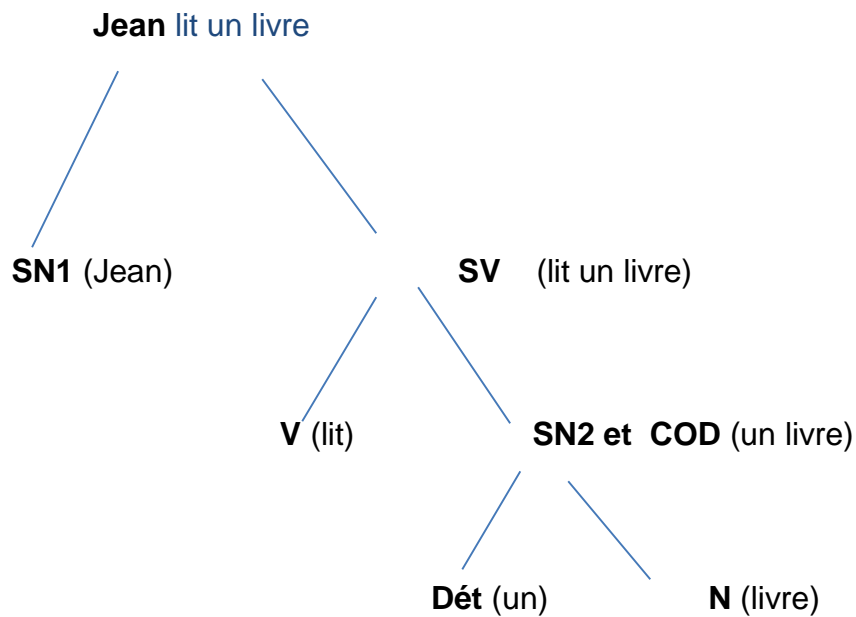 Jean lit un livre
SN1 (Jean) SV (lit un livre)
V (lit) SN2 et COD (un livre)
Dét (un) N (livre)